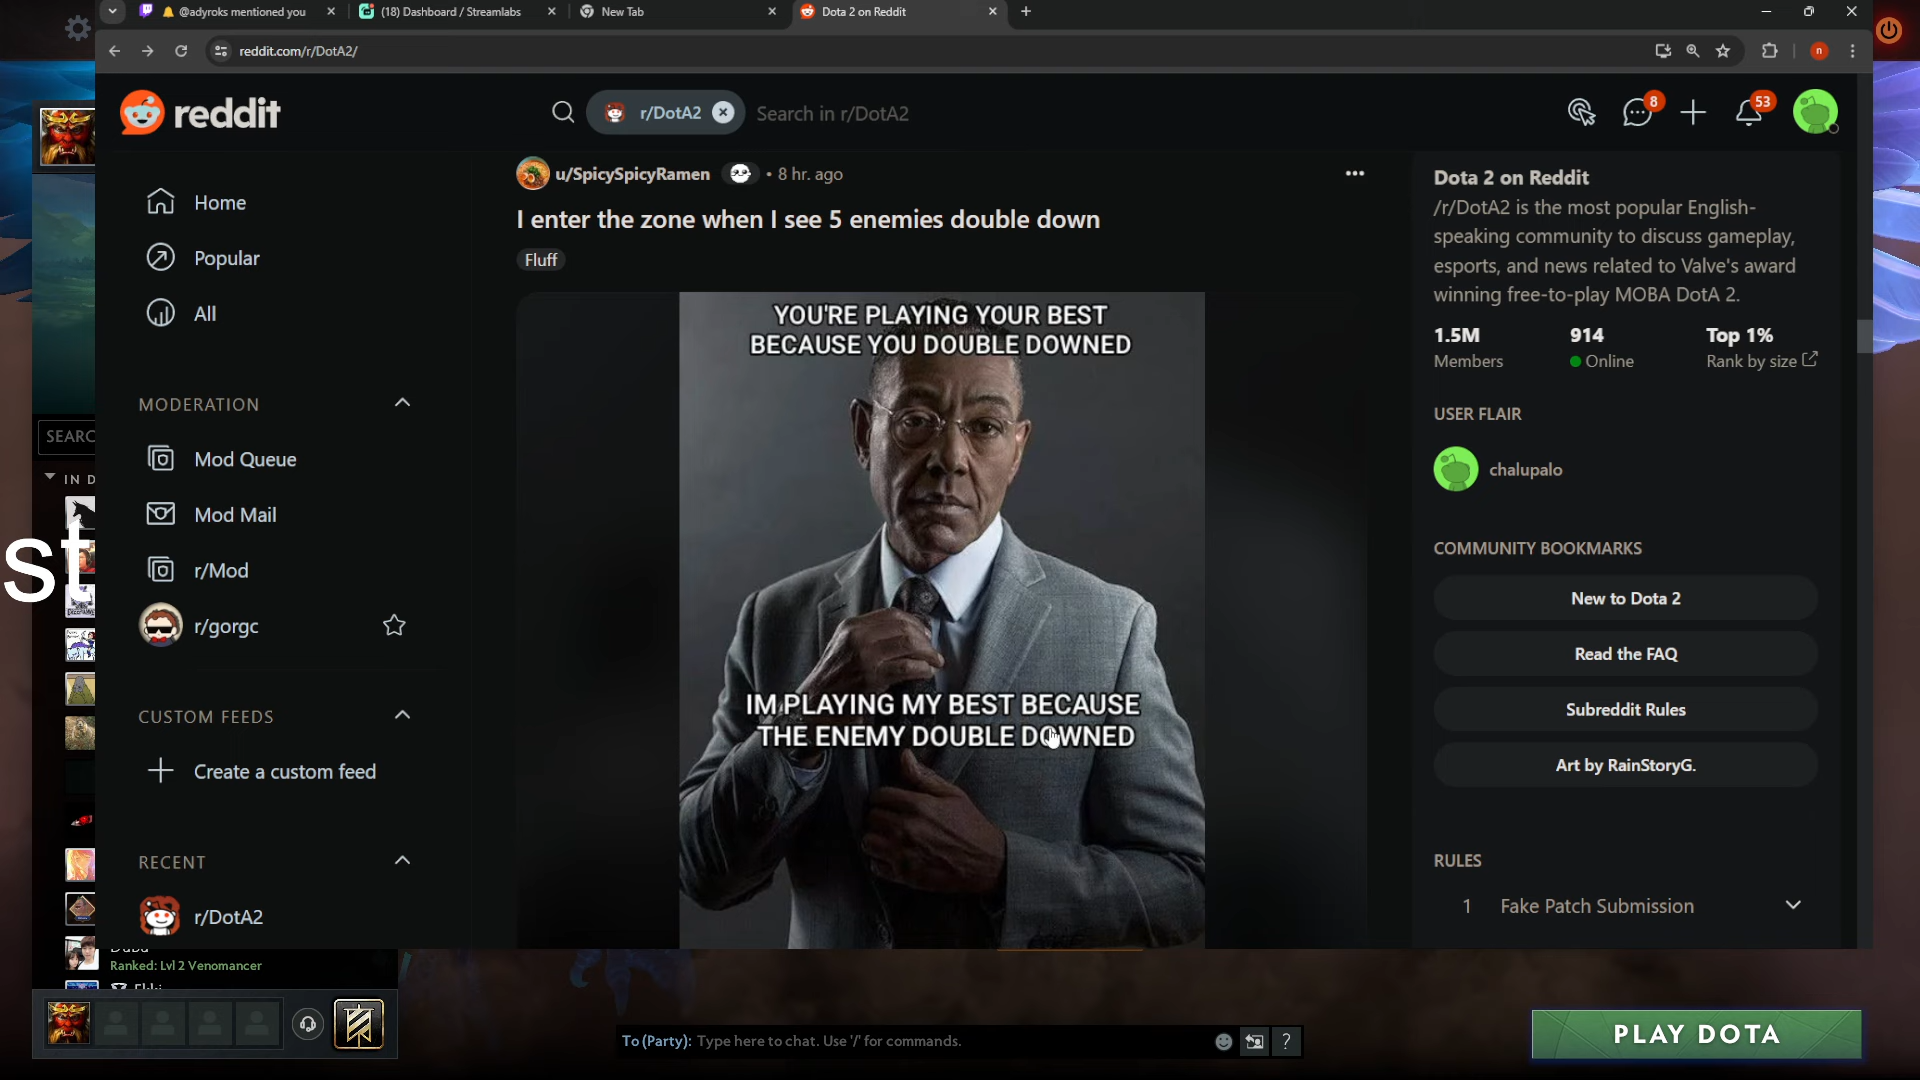 @adyroks mentioned you
(18) Dashboard / Streamlabs
New Tab
Dota 2 on Reddit
reddit.com/r/DotA2/
n
reddit
r/DotA2
Search in r/DotA2
8
53
Home
Popular
All
MODERATION
Mod Queue
Mod Mail
r/Mod
r/gorgc
CUSTOM FEEDS
Create a custom feed
RECENT
r/DotA2
u/SpicySpicyRamen • 8 hr. ago
I enter the zone when I see 5 enemies double down
Fluff
YOU'RE PLAYING YOUR BEST
BECAUSE YOU DOUBLE DOWNED
IM PLAYING MY BEST BECAUSE
THE ENEMY DOUBLE DOWNED
Dota 2 on Reddit
/r/DotA2 is the most popular English-
speaking community to discuss gameplay,
esports, and news related to Valve's award
winning free-to-play MOBA DotA 2.
1.5M
Members
914
Online
Top 1%
Rank by size
USER FLAIR
chalupalo
COMMUNITY BOOKMARKS
New to Dota 2
Read the FAQ
Subreddit Rules
Art by RainStoryG.
RULES
1 Fake Patch Submission
SEARC
IN D
st
Ranked: Lvl 2 Venomancer
To (Party): Type here to chat. Use '/' for commands.
?
PLAY DOTA